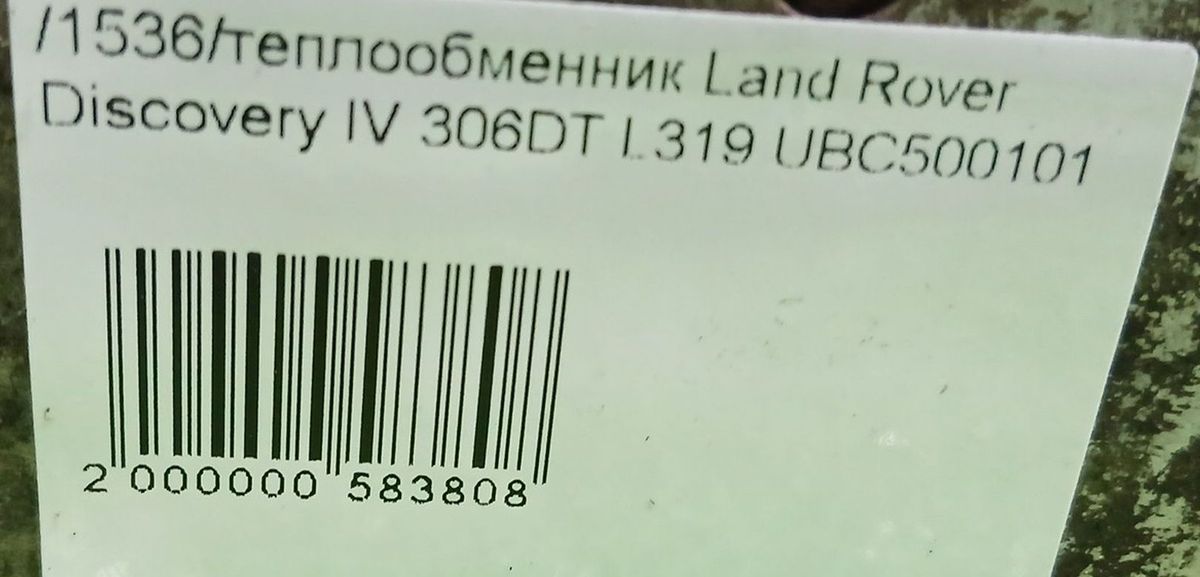 /1536/теплообменник Land Rover
Discovery IV 306DT L319 UBC500101
2 000000 583808